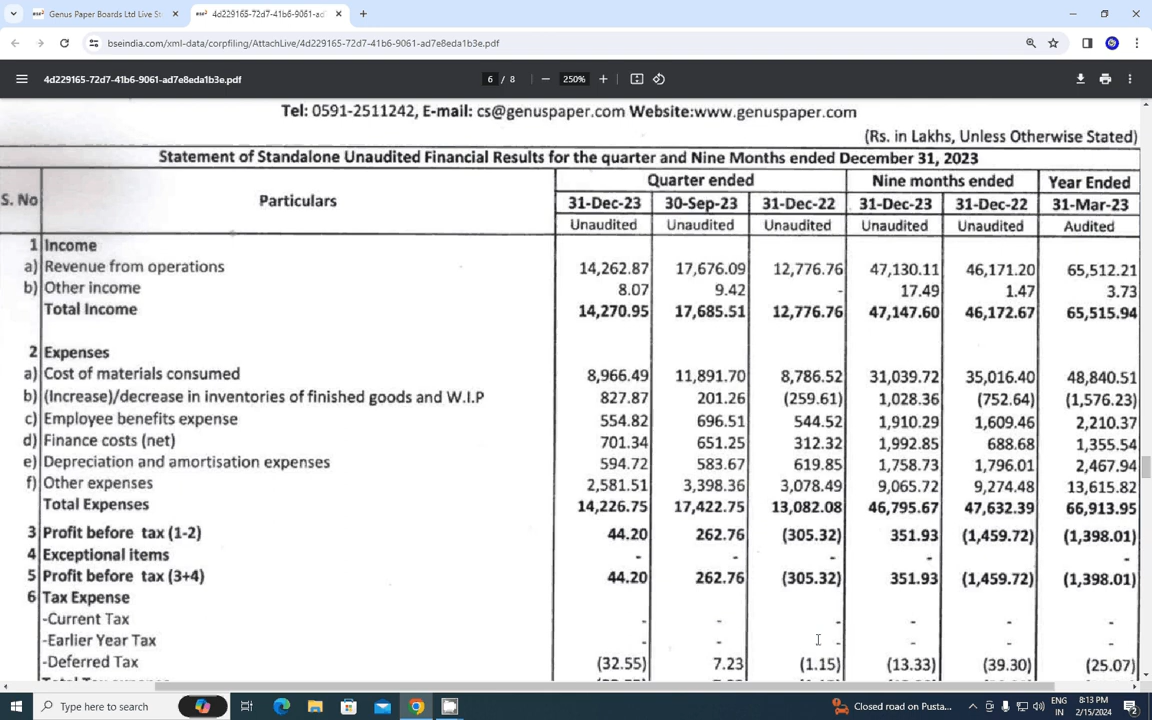 Genus Paper Boards Ltd Live St
4d229165-72d7-41b6-9061-ad
bseindia.com/xml-data/corpfiling/AttachLive/4d229165-72d7-41b6-9061-ad7e8eda1b3e.pdf
4d229165-72d7-41b6-9061-ad7e8eda1b3e.pdf 6 / 8 250%
Tel: 0591-2511242, E-mail: cs@genuspaper.com Website:www.genuspaper.com
(Rs. in Lakhs, Unless Otherwise Stated)
Statement of Standalone Unaudited Financial Results for the quarter and Nine Months ended December 31, 2023
S. No Particulars Quarter ended Nine months ended Year Ended
31-Dec-23 30-Sep-23 31-Dec-22 31-Dec-23 31-Dec-22 31-Mar-23
Unaudited Unaudited Unaudited Unaudited Unaudited Audited
1 Income
a) Revenue from operations 14,262.87 17,676.09 12,776.76 47,130.11 46,171.20 65,512.21
b) Other income 8.07 9.42 - 17.49 1.47 3.73
Total Income 14,270.95 17,685.51 12,776.76 47,147.60 46,172.67 65,515.94
2 Expenses
a) Cost of materials consumed 8,966.49 11,891.70 8,786.52 31,039.72 35,016.40 48,840.51
b) (Increase)/decrease in inventories of finished goods and W.I.P 827.87 201.26 (259.61) 1,028.36 (752.64) (1,576.23)
c) Employee benefits expense 554.82 696.51 544.52 1,910.29 1,609.46 2,210.37
d) Finance costs (net) 701.34 651.25 312.32 1,992.85 688.68 1,355.54
e) Depreciation and amortisation expenses 594.72 583.67 619.85 1,758.73 1,796.01 2,467.94
f) Other expenses 2,581.51 3,398.36 3,078.49 9,065.72 9,274.48 13,615.82
Total Expenses 14,226.75 17,422.75 13,082.08 46,795.67 47,632.39 66,913.95
3 Profit before tax (1-2) 44.20 262.76 (305.32) 351.93 (1,459.72) (1,398.01)
4 Exceptional items - - - - - -
5 Profit before tax (3+4) 44.20 262.76 (305.32) 351.93 (1,459.72) (1,398.01)
6 Tax Expense
-Current Tax - - - - - -
-Earlier Year Tax - - - - - -
-Deferred Tax (32.55) 7.23 (1.15) (13.33) (39.30) (25.07)
Type here to search
Closed road on Pusta...
ENG
IN
8:13 PM
2/15/2024
2